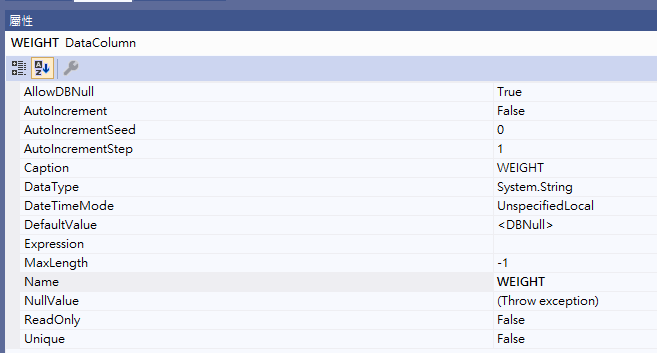 屬性
WEIGHT DataColumn
AllowDBNull True
AutoIncrement False
AutoIncrementSeed 0
AutoIncrementStep 1
Caption WEIGHT
DataType System.String
DateTimeMode UnspecifiedLocal
DefaultValue <DBNull>
Expression
MaxLength -1
Name WEIGHT
NullValue (Throw exception)
ReadOnly False
Unique False